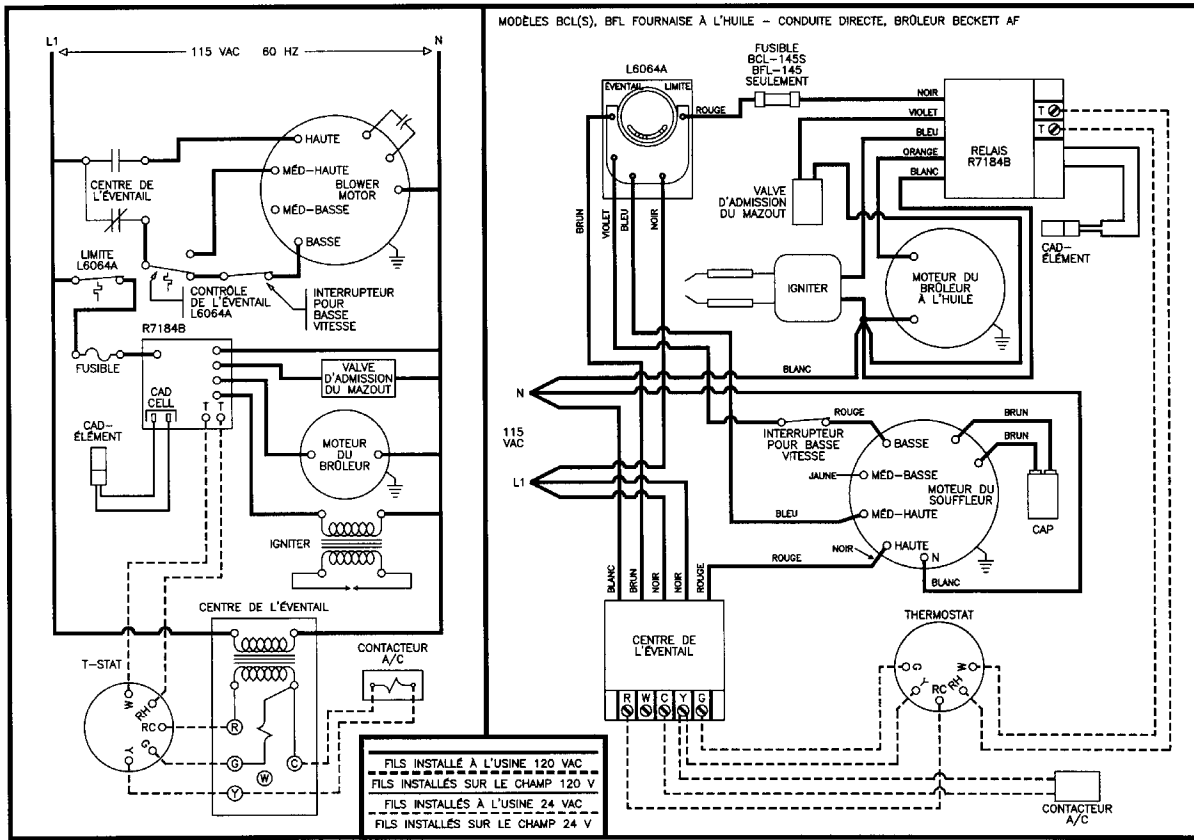 MODÈLES BCL(S), BFL FOURNAISE À L'HUILE – CONDUITE DIRECTE, BRÛLEUR BECKETT AF
L1
115 VAC 60 HZ
N
HAUTE
MÉD-HAUTE
BLOWER
MOTOR
MÉD-BASSE
BASSE
CENTRE DE
L'ÉVENTAIL
LIMITE
L6064A
CONTRÔLE
DE L'ÉVENTAIL
L6064A
INTERRUPTEUR
POUR
BASSE
VITESSE
R7184B
FUSIBLE
CAD
CELL
T T
VALVE
D'ADMISSION
DU MAZOUT
CAD-
ÉLÉMENT
MOTEUR
DU
BRÛLEUR
IGNITER
CENTRE DE L'ÉVENTAIL
T-STAT
CONTACTEUR
A/C
W
RH
RC
G
Y
R
G
C
W
Y
FILS INSTALLÉ À L'USINE 120 VAC
FILS INSTALLÉS SUR LE CHAMP 120 V
FILS INSTALLÉS À L'USINE 24 VAC
FILS INSTALLÉS SUR LE CHAMP 24 V
L6064A
ÉVENTAIL LIMITE
ROUGE
FUSIBLE
BCL-145S
BFL-145
SEULEMENT
NOIR
VIOLET
BLEU
ORANGE
BLANC
RELAIS
R7184B
T
T
VALVE
D'ADMISSION
DU MAZOUT
CAD-
ÉLÉMENT
BRUN
VIOLET
BLEU
NOIR
IGNITER
MOTEUR DU
BRÛLEUR
À L'HUILE
BLANC
N
115
VAC
L1
ROUGE
INTERRUPTEUR
POUR BASSE
VITESSE
BASSE
BRUN
BRUN
JAUNE
MÉD-BASSE
MOTEUR DU
SOUFFLEUR
MÉD-HAUTE
BLEU
HAUTE
NOIR
N
CAP
ROUGE
BLANC
BLANC
BRUN
NOIR
NOIR
ROUGE
CENTRE DE
L'ÉVENTAIL
R W C Y G
THERMOSTAT
G
Y
RC
RH
W
CONTACTEUR
A/C